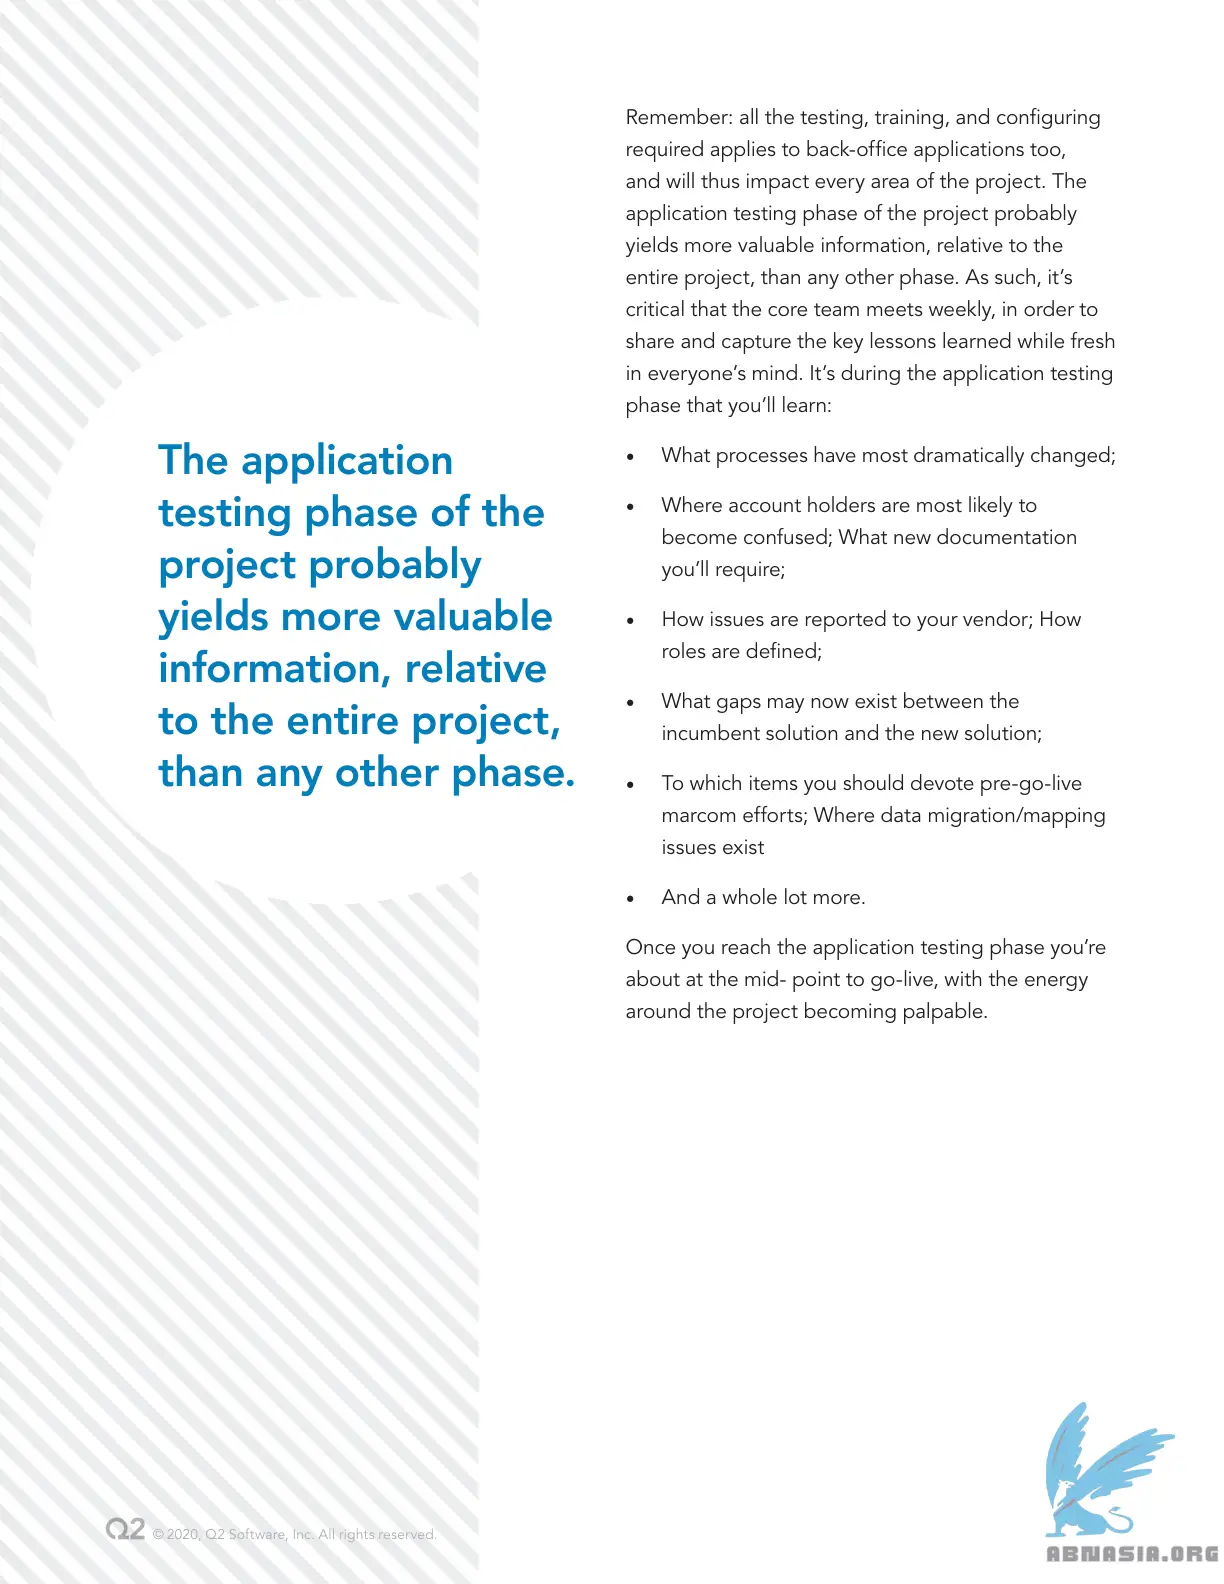 Remember: all the testing, training, and configuring
required applies to back-office applications too,
and will thus impact every area of the project. The
application testing phase of the project probably
yields more valuable information, relative to the
entire project, than any other phase. As such, it’s
critical that the core team meets weekly, in order to
share and capture the key lessons learned while fresh
in everyone’s mind. It’s during the application testing
phase that you’ll learn:
• What processes have most dramatically changed;
• Where account holders are most likely to
become confused; What new documentation
you’ll require;
• How issues are reported to your vendor; How
roles are defined;
• What gaps may now exist between the
incumbent solution and the new solution;
• To which items you should devote pre-go-live
marcom efforts; Where data migration/mapping
issues exist
• And a whole lot more.
Once you reach the application testing phase you’re
about at the mid- point to go-live, with the energy
around the project becoming palpable.
The application
testing phase of the
project probably
yields more valuable
information, relative
to the entire project,
than any other phase.
Q2 © 2020, Q2 Software, Inc. All rights reserved.
ABNASIA.ORG